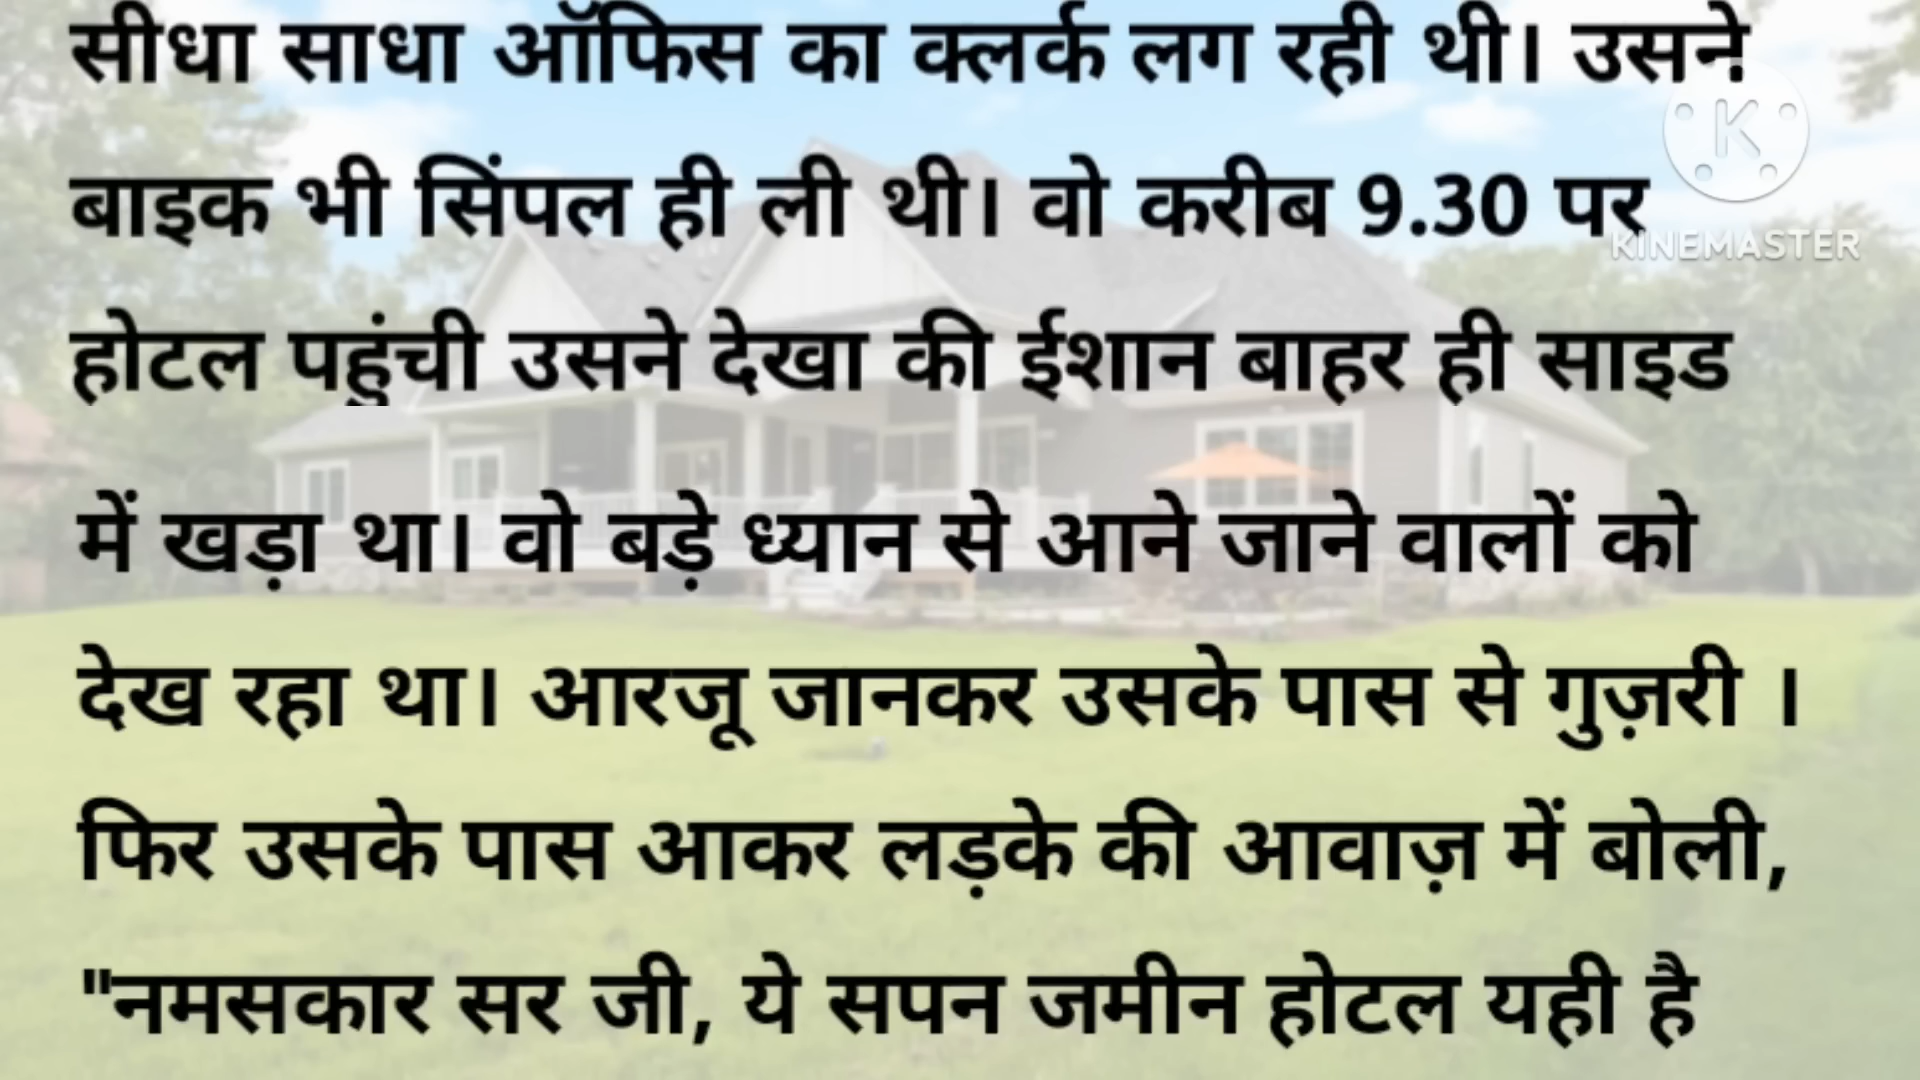 सीधा साधा ऑफिस का क्लर्क लग रही थी। उसने
बाइक भी सिंपल ही ली थी। वो करीब 9.30 पर
KINEMASTER
होटल पहुंची उसने देखा की ईशान बाहर ही साइड
में खड़ा था। वो बड़े ध्यान से आने जाने वालों को
देख रहा था। आरजू जानकर उसके पास से गुज़री ।
फिर उसके पास आकर लड़के की आवाज़ में बोली,
"नमसकार सर जी, ये सपन जमीन होटल यही है